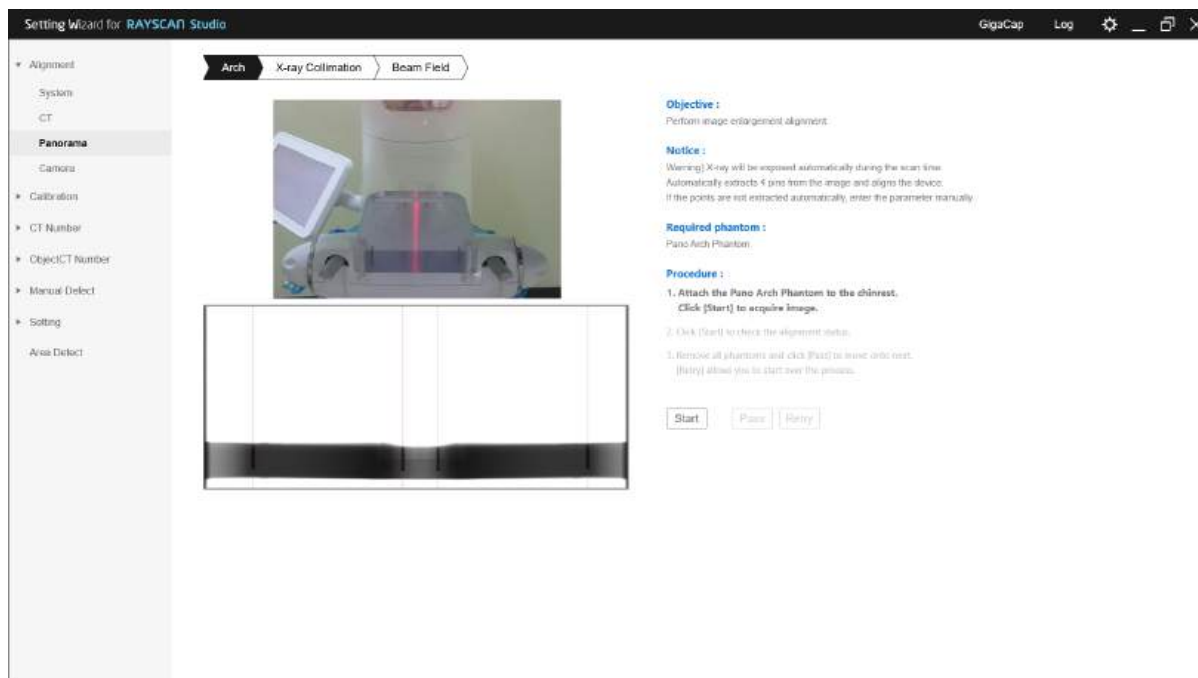 Setting Wizard for RAYSCAN Studio
GigaCap
Log
Alignment
System
CT
Panorama
Camera
Calibration
CT Number
ObjectCT Number
Manual Defect
Setting
Area Defect
Arch
X-ray Collimation
Beam Field
Objective :
Perform image enlargement alignment
Notice :
Warning] X-ray will be exposed automatically during the scan time.
Automatically extracts 4 pins from the image and aligns the device.
If the points are not extracted automatically, enter the parameter manually
Required phantom :
Pano Arch Phantom
Procedure :
1. Attach the Pano Arch Phantom to the chinrest.
Click [Start] to acquire image.
2. Click [Start] to check the alignment status.
3. Remove all phantoms and click [Pass] to move onto next.
[Retry] allows you to start over the process.
Start
Pass
Retry